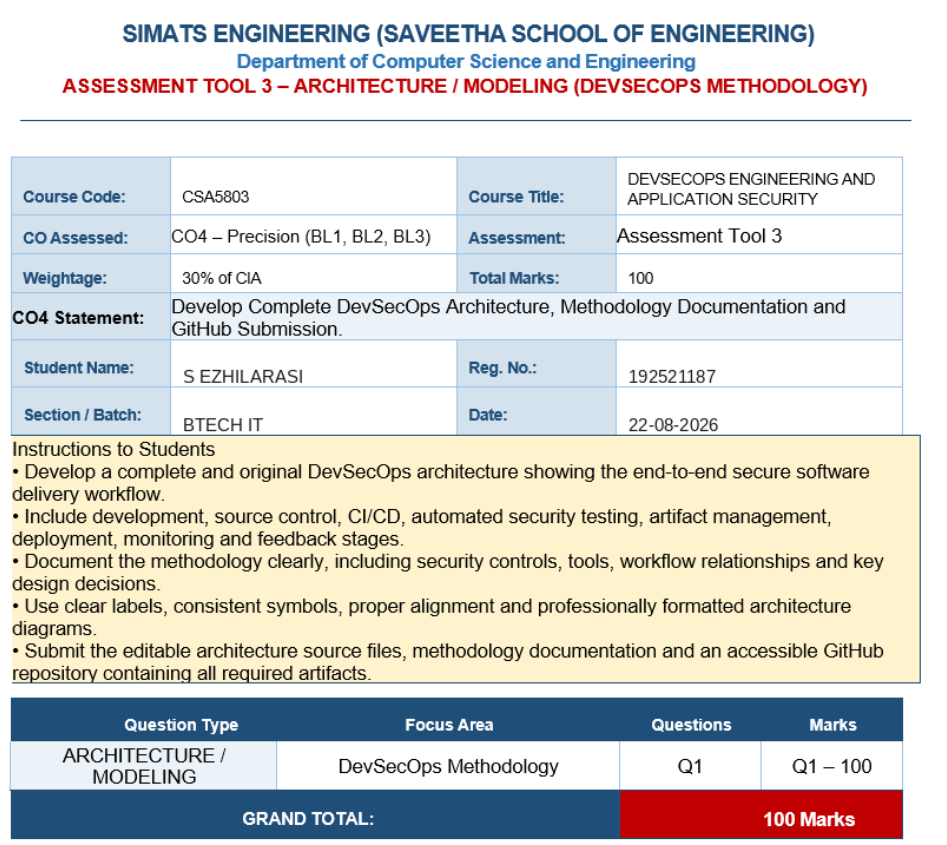 SIMATS ENGINEERING (SAVEETHA SCHOOL OF ENGINEERING)
Department of Computer Science and Engineering
ASSESSMENT TOOL 3 – ARCHITECTURE / MODELING (DEVSECOPS METHODOLOGY)
Course Code: CSA5803 Course Title: DEVSECOPS ENGINEERING AND
APPLICATION SECURITY
CO Assessed: CO4 – Precision (BL1, BL2, BL3) Assessment: Assessment Tool 3
Weightage: 30% of CIA Total Marks: 100
CO4 Statement: Develop Complete DevSecOps Architecture, Methodology Documentation and
GitHub Submission.
Student Name: S EZHILARASI Reg. No.: 192521187
Section / Batch: BTECH IT Date: 22-08-2026
Instructions to Students
• Develop a complete and original DevSecOps architecture showing the end-to-end secure software
delivery workflow.
• Include development, source control, CI/CD, automated security testing, artifact management,
deployment, monitoring and feedback stages.
• Document the methodology clearly, including security controls, tools, workflow relationships and key
design decisions.
• Use clear labels, consistent symbols, proper alignment and professionally formatted architecture
diagrams.
• Submit the editable architecture source files, methodology documentation and an accessible GitHub
repository containing all required artifacts.
Question Type Focus Area Questions Marks
ARCHITECTURE /
MODELING DevSecOps Methodology Q1 Q1 – 100
GRAND TOTAL: 100 Marks